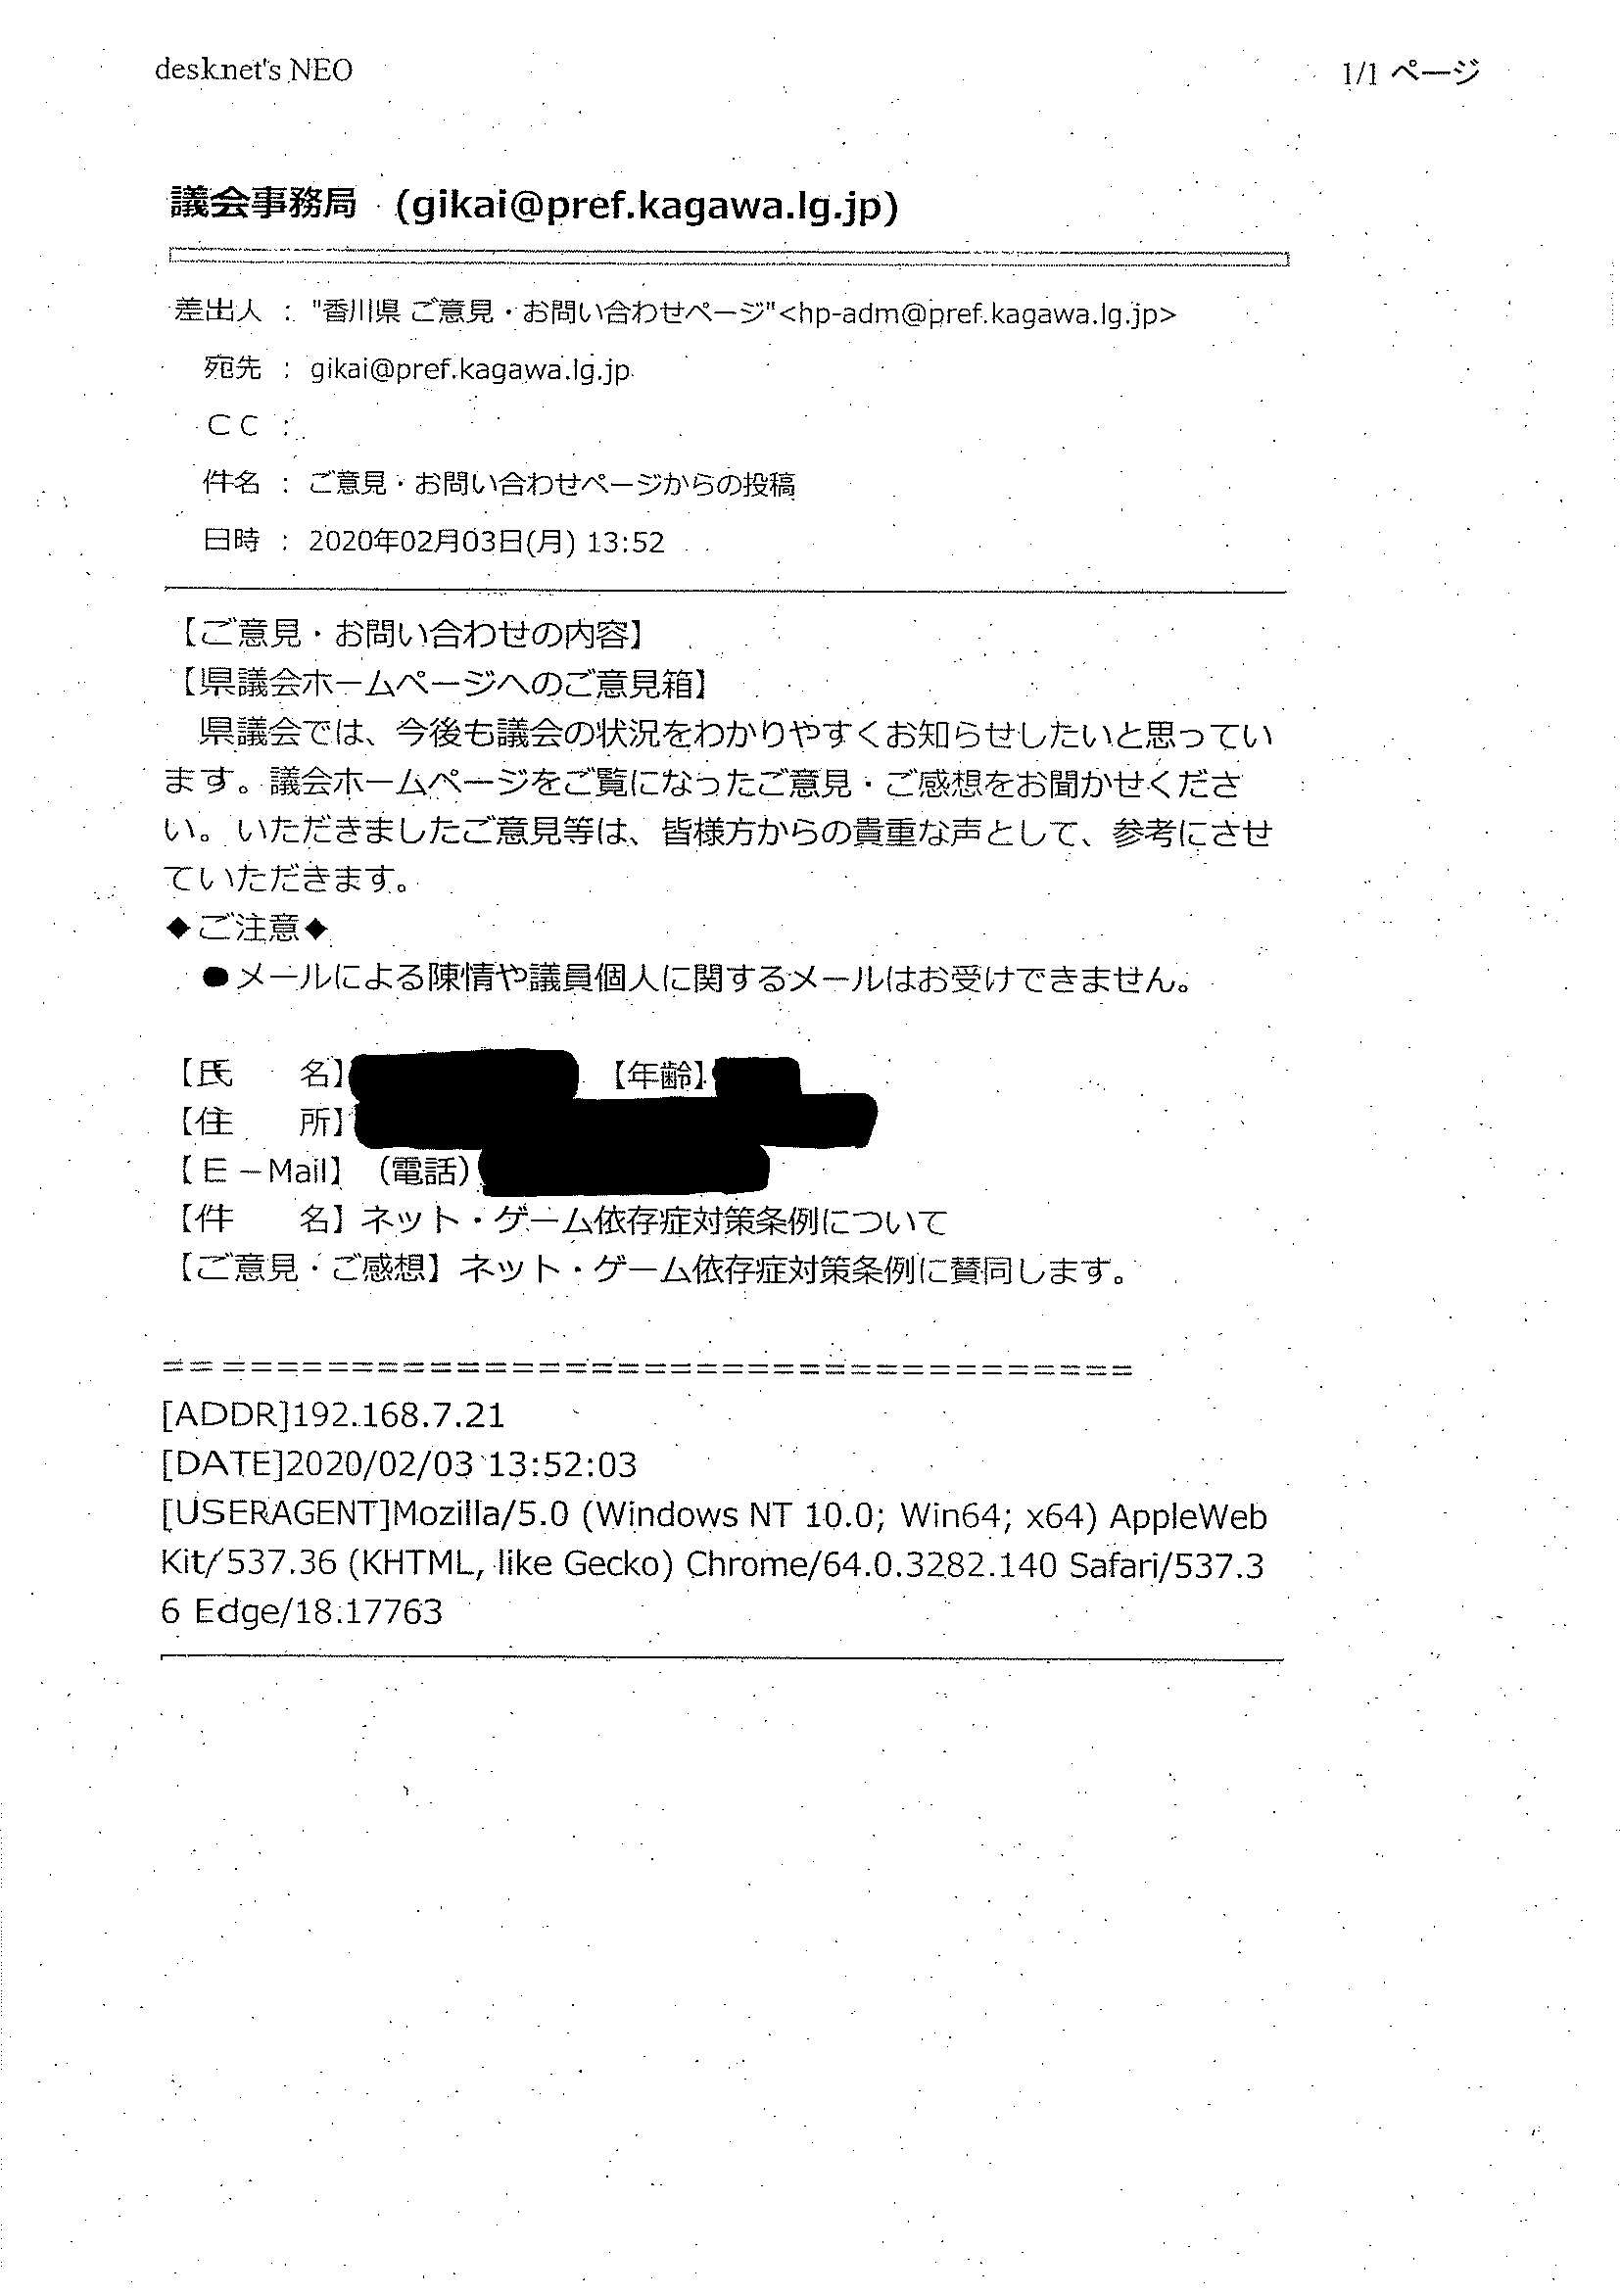 desknet's NEO
1/1 ページ
議会事務局 (gikai@pref.kagawa.lg.jp)
差出人 : "香川県 ご意見・お問い合わせページ"<hp-adm@pref.kagawa.lg.jp>
宛先 : gikai@pref.kagawa.lg.jp
ＣＣ :
件名 : ご意見・お問い合わせページからの投稿
日時 : 2020年02月03日(月) 13:52
【ご意見・お問い合わせの内容】
【県議会ホームページへのご意見箱】
　県議会では、今後も議会の状況をわかりやすくお知らせしたいと思ってい
ます。議会ホームページをご覧になったご意見・ご感想をお聞かせくださ
い。いただきましたご意見等は、皆様方からの貴重な声として、参考にさせ
ていただきます。
◆ご注意◆
　●メールによる陳情や議員個人に関するメールはお受けできません。
【氏　　名】　【年齢】
【住　　所】
【Ｅ－Mail】（電話）
【件　　名】ネット・ゲーム依存症対策条例について
【ご意見・ご感想】ネット・ゲーム依存症対策条例に賛同します。
=====================================
[ADDR]192.168.7.21
[DATE]2020/02/03 13:52:03
[USERAGENT]Mozilla/5.0 (Windows NT 10.0; Win64; x64) AppleWeb
Kit/537.36 (KHTML, like Gecko) Chrome/64.0.3282.140 Safari/537.3
6 Edge/18.17763